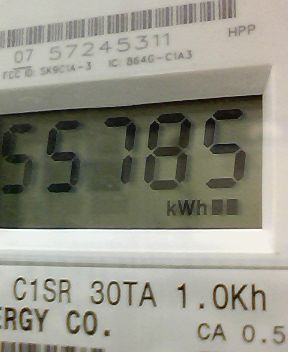 HPP
07 57245311
FCC ID: SK9C1A-3 IC: 864G-C1A3
55785
kWh
C1SR 30TA 1.0Kh
ERGY CO.
CA 0.5